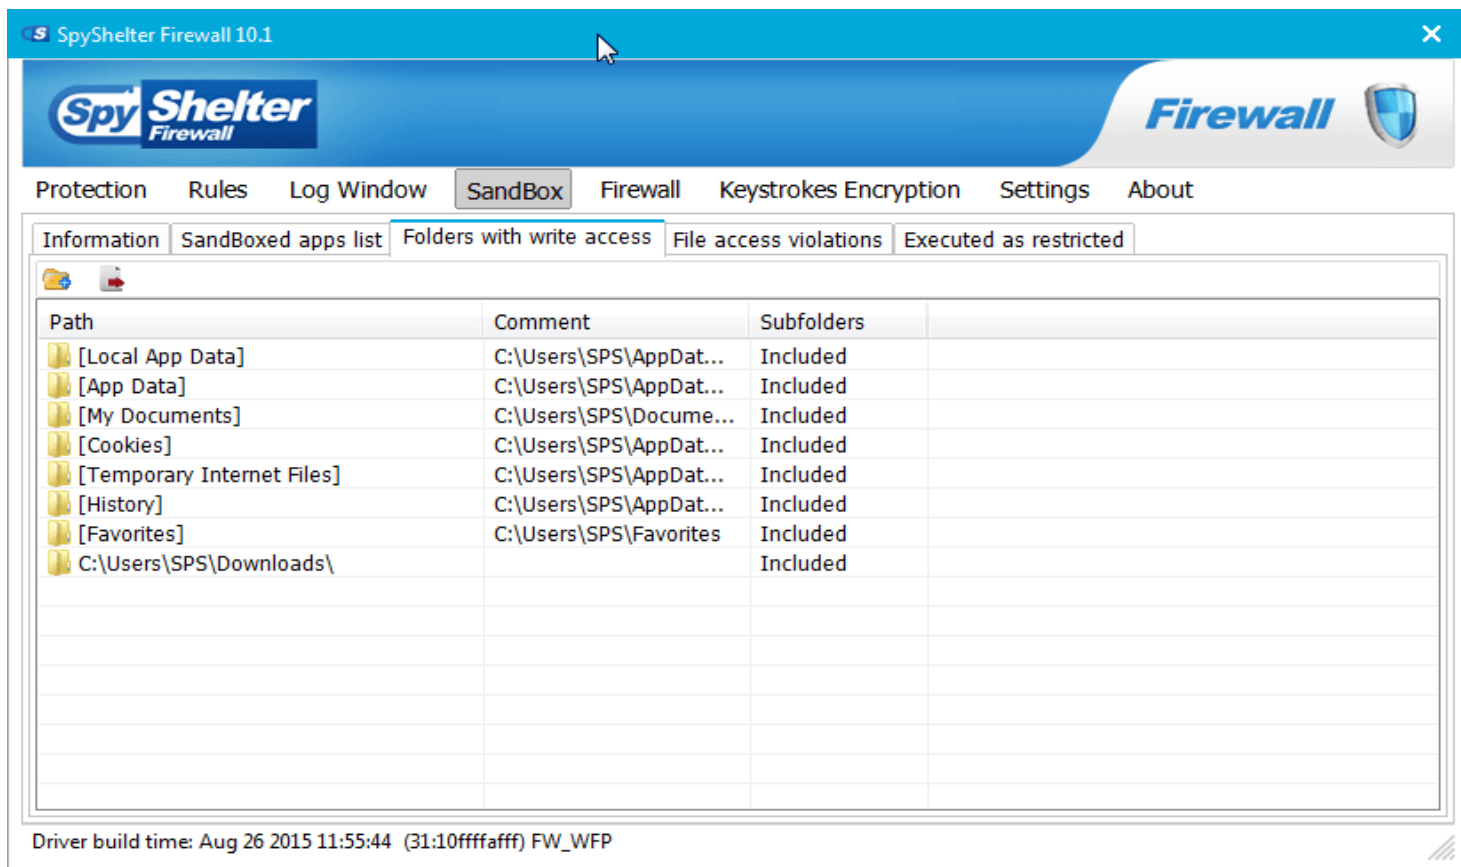 SpyShelter Firewall 10.1
Spy Shelter
Firewall
Firewall
Protection Rules Log Window SandBox Firewall Keystrokes Encryption Settings About
Information SandBoxed apps list Folders with write access File access violations Executed as restricted
Path Comment Subfolders
[Local App Data] C:\Users\SPS\AppDat... Included
[App Data] C:\Users\SPS\AppDat... Included
[My Documents] C:\Users\SPS\Docume... Included
[Cookies] C:\Users\SPS\AppDat... Included
[Temporary Internet Files] C:\Users\SPS\AppDat... Included
[History] C:\Users\SPS\AppDat... Included
[Favorites] C:\Users\SPS\Favorites Included
C:\Users\SPS\Downloads\ Included
Driver build time: Aug 26 2015 11:55:44 (31:10ffffafff) FW_WFP